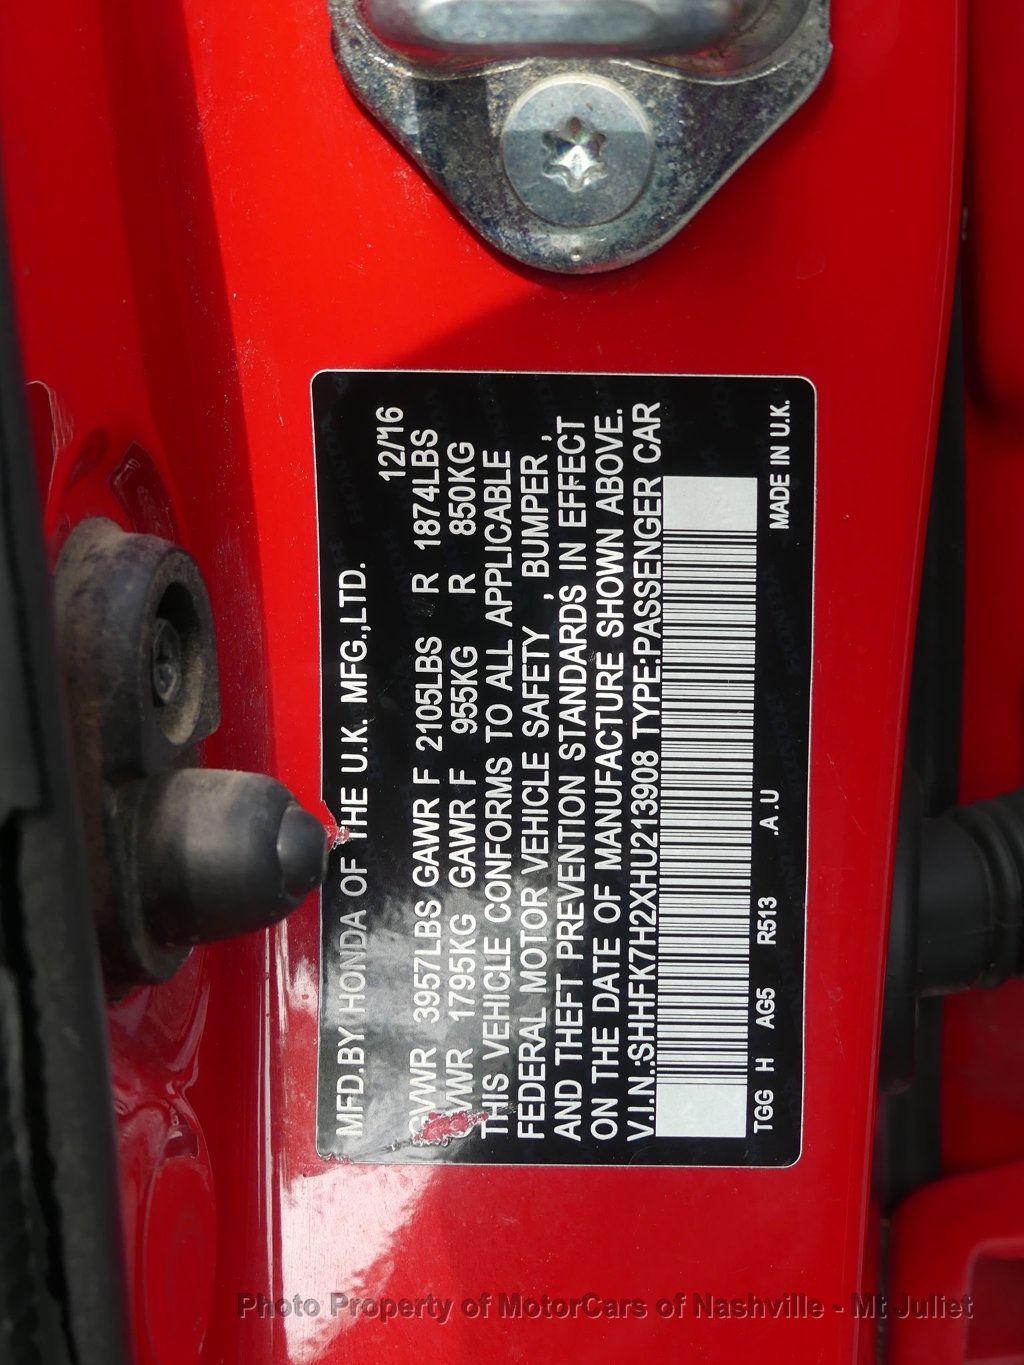 MFD.BY HONDA OF THE U.K. MFG.,LTD. 12/16
GVWR 3957LBS GAWR F 2105LBS R 1874LBS
GVWR 1795KG GAWR F 955KG R 850KG
THIS VEHICLE CONFORMS TO ALL APPLICABLE
FEDERAL MOTOR VEHICLE SAFETY , BUMPER ,
AND THEFT PREVENTION STANDARDS IN EFFECT
ON THE DATE OF MANUFACTURE SHOWN ABOVE.
V.I.N.:SHHFK7H2XHU213908 TYPE:PASSENGER CAR
TGG H AG5 R513 .A.U MADE IN U.K.
Photo Property of MotorCars of Nashville - Mt Juliet